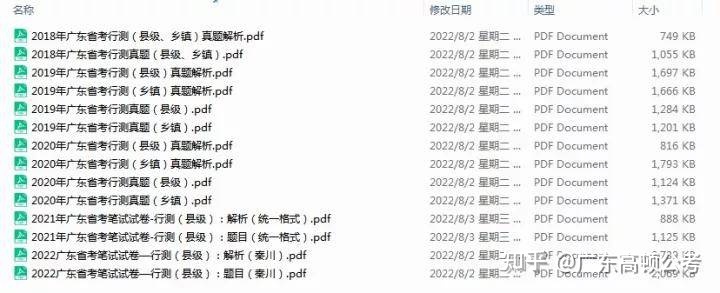 名称 修改日期 类型 大小
2018年广东省考行测（县级、乡镇）真题解析.pdf 2022/8/2 星期二 ... PDF Document 749 KB
2018年广东省考行测真题（县级、乡镇）.pdf 2022/8/2 星期二 ... PDF Document 1,055 KB
2019年广东省考行测（县级）真题解析.pdf 2022/8/2 星期二 ... PDF Document 1,697 KB
2019年广东省考行测（乡镇）真题解析.pdf 2022/8/2 星期二 ... PDF Document 1,666 KB
2019年广东省考行测真题（县级）.pdf 2022/8/2 星期二 ... PDF Document 1,284 KB
2019年广东省考行测真题（乡镇）.pdf 2022/8/2 星期二 ... PDF Document 1,201 KB
2020年广东省考行测（县级）真题解析.pdf 2022/8/2 星期二 ... PDF Document 816 KB
2020年广东省考行测（乡镇）真题解析.pdf 2022/8/2 星期二 ... PDF Document 1,793 KB
2020年广东省考行测真题（县级）.pdf 2022/8/2 星期二 ... PDF Document 1,124 KB
2020年广东省考行测真题（乡镇）.pdf 2022/8/2 星期二 ... PDF Document 1,371 KB
2021年广东省考笔试试卷-行测（县级）：解析（统一格式）.pdf 2022/8/3 星期三 ... PDF Document 888 KB
2021年广东省考笔试试卷-行测（县级）：题目（统一格式）.pdf 2022/8/3 星期三 ... PDF Document 1,125 KB
2022广东省考笔试试卷—行测（县级）：解析（秦川）.pdf 2022/8/2 星期二 ... PDF Document KB
2022广东省考笔试试卷—行测（县级）：题目（秦川）.pdf 2022/8/2 星期二 ... PDF Document 2,069 KB
知乎 @广东高顿公考